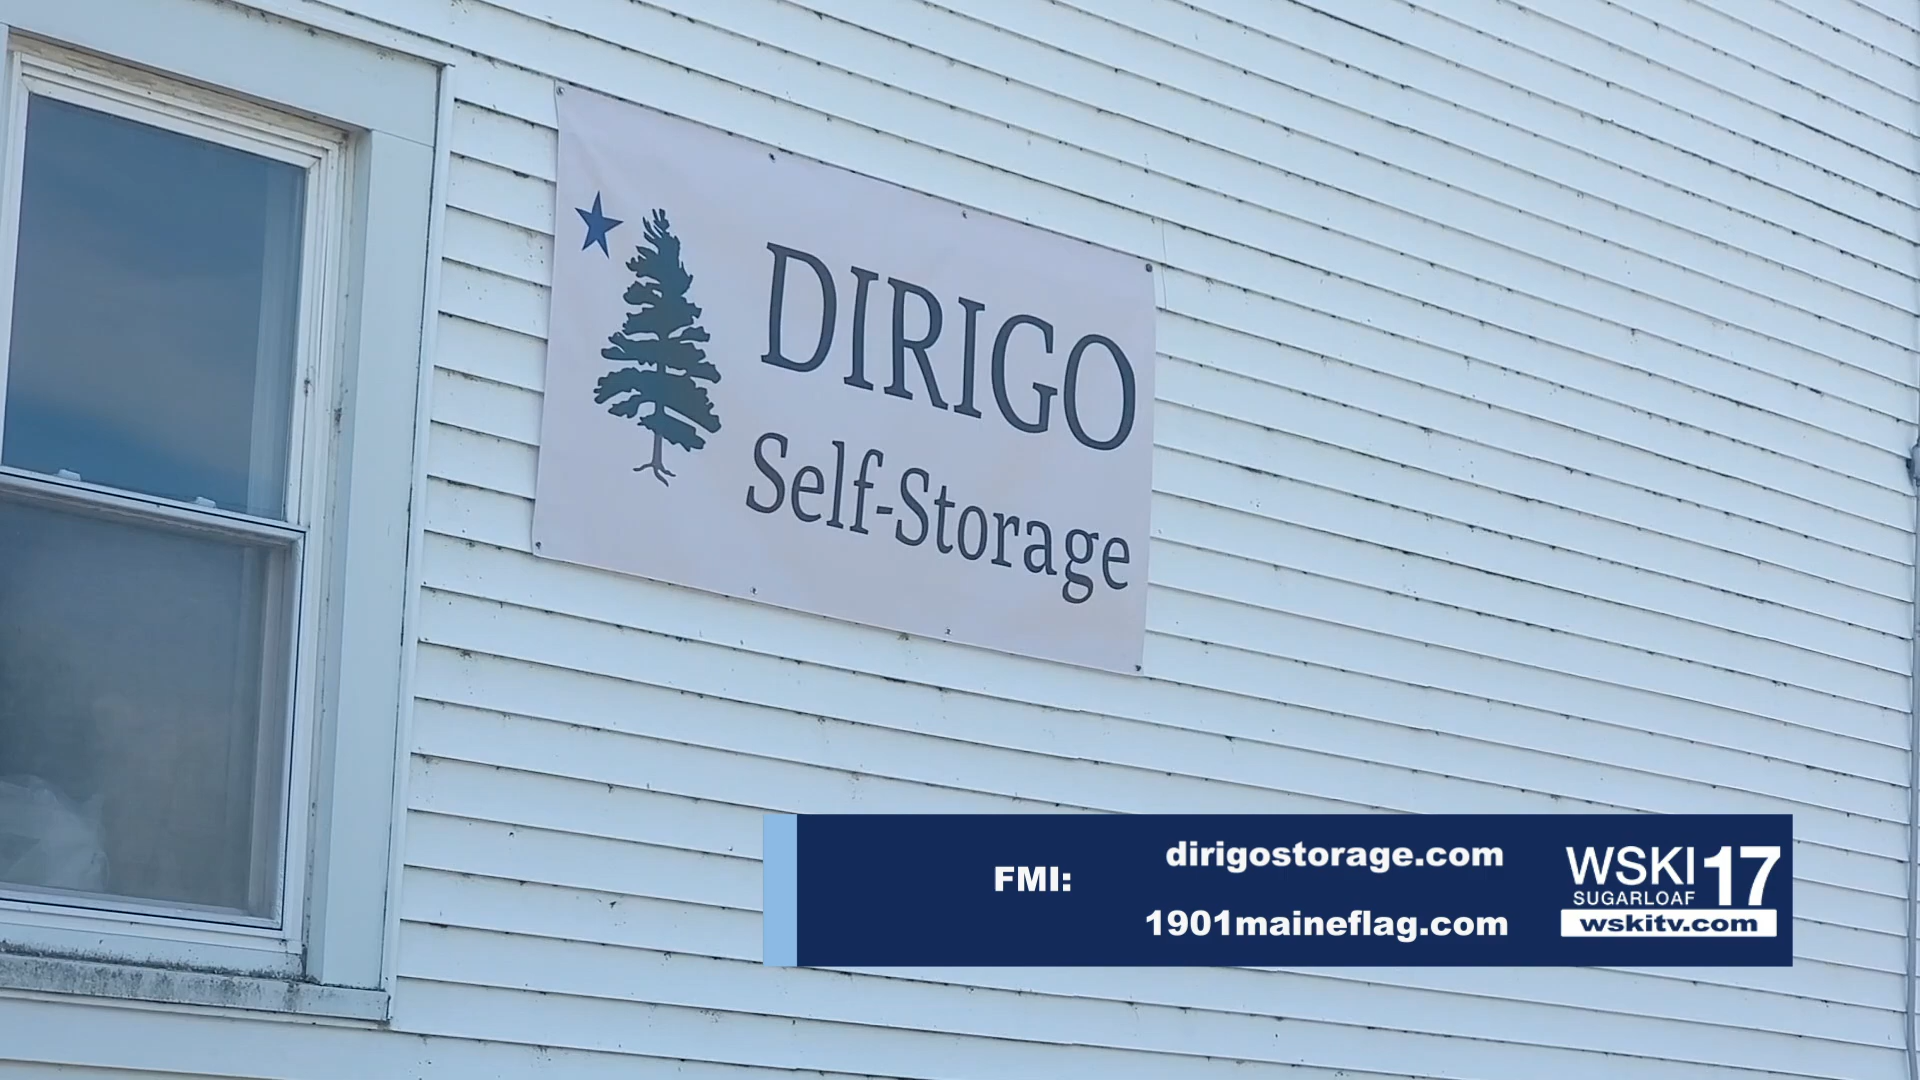 DIRIGO
Self-Storage
FMI:
dirigostorage.com
1901maineflag.com
WSKI 17
SUGARLOAF
wskitv.com